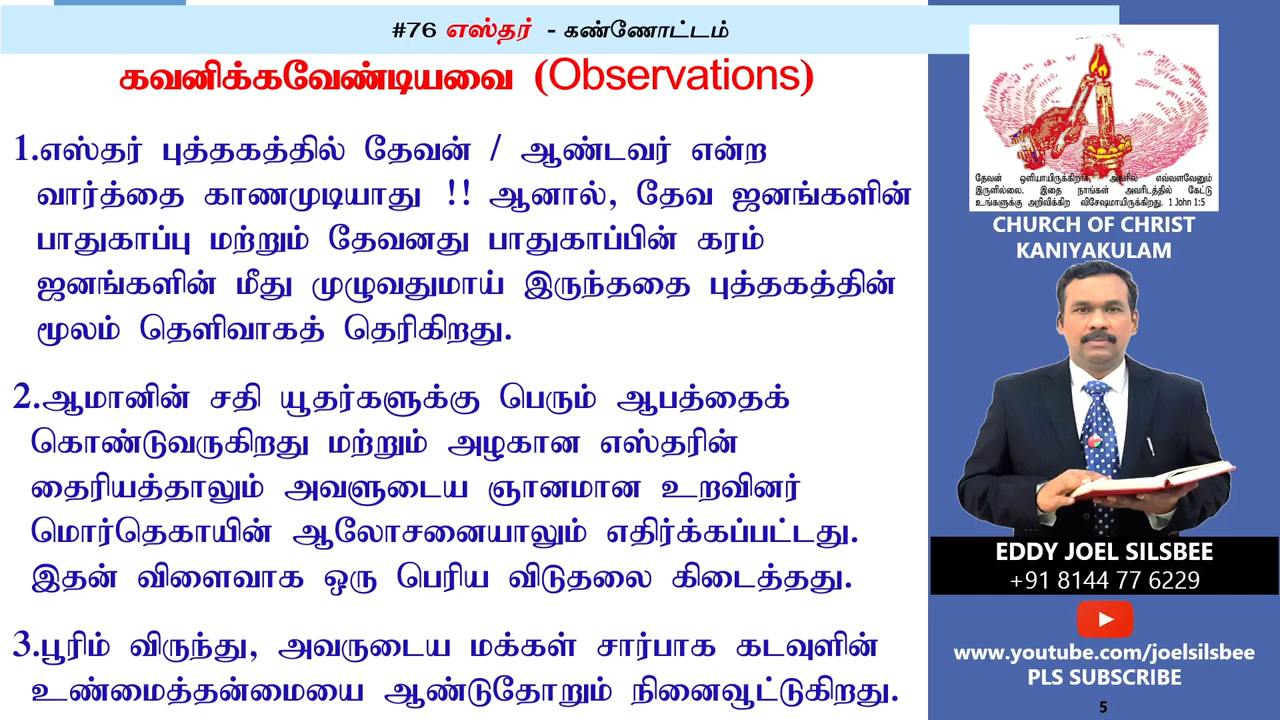 #76 எஸ்தர் - கண்ணோட்டம்
கவனிக்கவேண்டியவை (Observations)
1.எஸ்தர் புத்தகத்தில் தேவன் / ஆண்டவர் என்ற
வார்த்தை காணமுடியாது !! ஆனால், தேவ ஜனங்களின்
பாதுகாப்பு மற்றும் தேவனது பாதுகாப்பின் கரம்
ஜனங்களின் மீது முழுவதுமாய் இருந்ததை புத்தகத்தின்
மூலம் தெளிவாகத் தெரிகிறது.
2.ஆமானின் சதி யூதர்களுக்கு பெரும் ஆபத்தைக்
கொண்டுவருகிறது மற்றும் அழகான எஸ்தரின்
தைரியத்தாலும் அவளுடைய ஞானமான உறவினர்
மொர்தெகாயின் ஆலோசனையாலும் எதிர்க்கப்பட்டது.
இதன் விளைவாக ஒரு பெரிய விடுதலை கிடைத்தது.
3.பூரிம் விருந்து, அவருடைய மக்கள் சார்பாக கடவுளின்
உண்மைத்தன்மையை ஆண்டுதோறும் நினைவூட்டுகிறது.
தேவன் ஒளியாயிருக்கிறார், அவரில் எவ்வளவேனும்
இருளில்லை. இதை நாங்கள் அவரிடத்தில் கேட்டு
உங்களுக்கு அறிவிக்கிற விசேஷமாயிருக்கிறது. 1 John 1:5
CHURCH OF CHRIST
KANIYAKULAM
EDDY JOEL SILSBEE
+91 8144 77 6229
www.youtube.com/joelsilsbee
PLS SUBSCRIBE
5